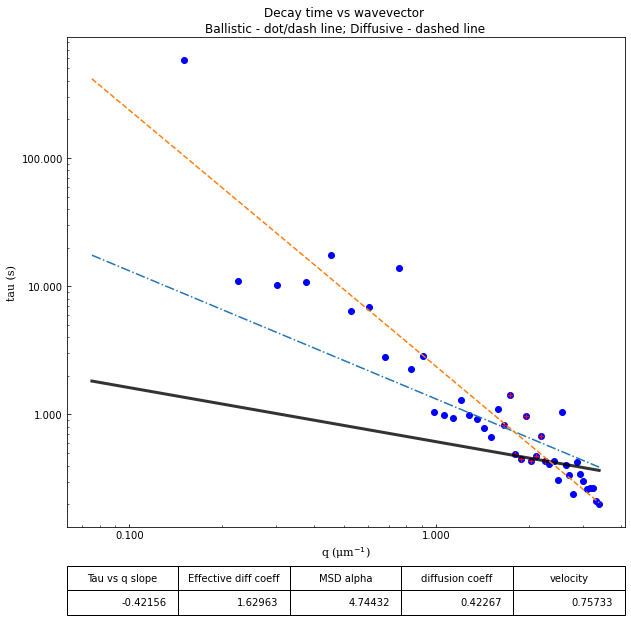 Decay time vs wavevector
Ballistic - dot/dash line; Diffusive - dashed line
100.000
10.000
1.000
tau (s)
0.100 1.000
q (μm⁻¹)
Tau vs q slope Effective diff coeff MSD alpha diffusion coeff velocity
-0.42156 1.62963 4.74432 0.42267 0.75733